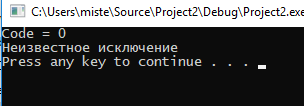 C:\Users\miste\Source\Project2\Debug\Project2.exe
Code = 0
Неизвестное исключение
Press any key to continue . . .